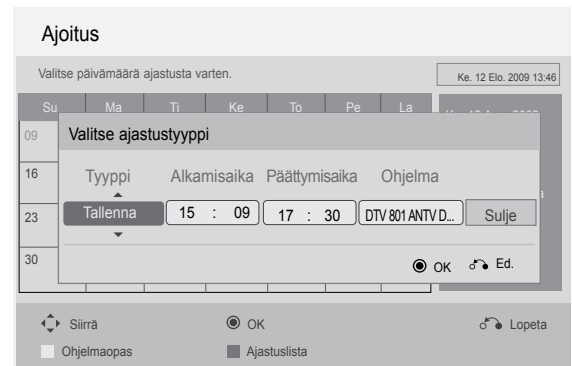 Ajoitus
Valitse päivämäärä ajastusta varten.
Ke. 12 Elo. 2009 13:46
Su Ma Ti Ke To Pe La
09
Valitse ajastustyyppi
16
Tyyppi Alkamisaika Päättymisaika Ohjelma
23
Tallenna 15 : 09 17 : 30 DTV 801 ANTV D... Sulje
30
OK Ed.
Siirrä OK Lopeta
Ohjelmaopas Ajastuslista